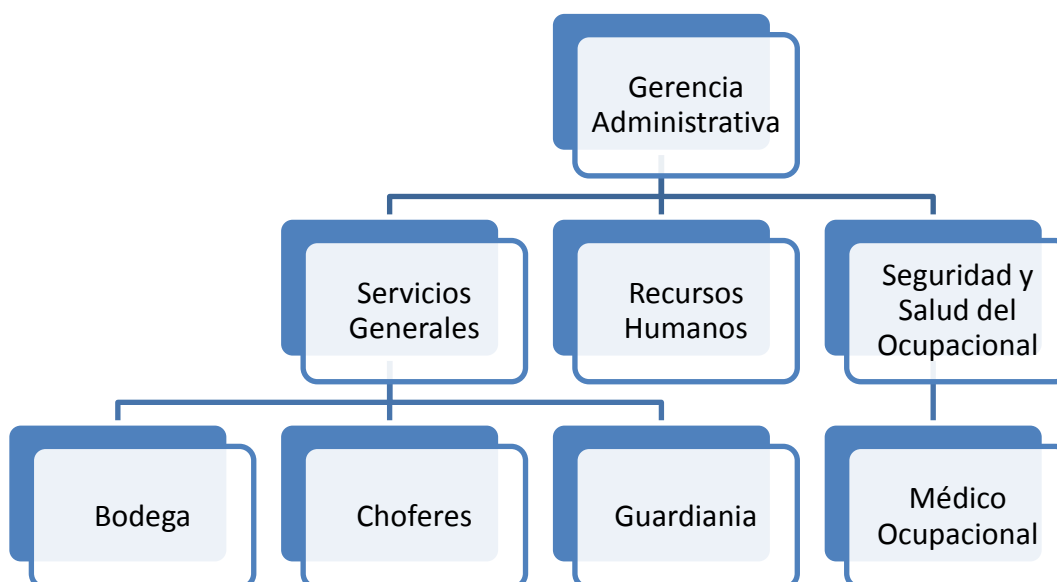 Gerencia
Administrativa
Servicios
Generales
Recursos
Humanos
Seguridad y
Salud del
Ocupacional
Bodega
Choferes
Guardiania
Médico
Ocupacional